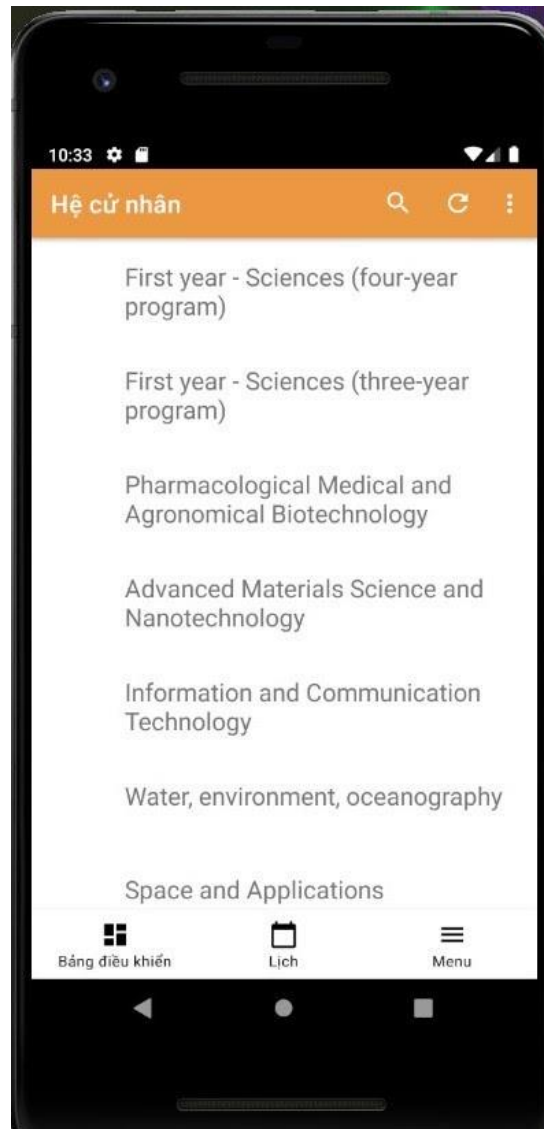 10:33
Hệ cử nhân
First year - Sciences (four-year
program)
First year - Sciences (three-year
program)
Pharmacological Medical and
Agronomical Biotechnology
Advanced Materials Science and
Nanotechnology
Information and Communication
Technology
Water, environment, oceanography
Space and Applications
Bảng điều khiển
Lịch
Menu